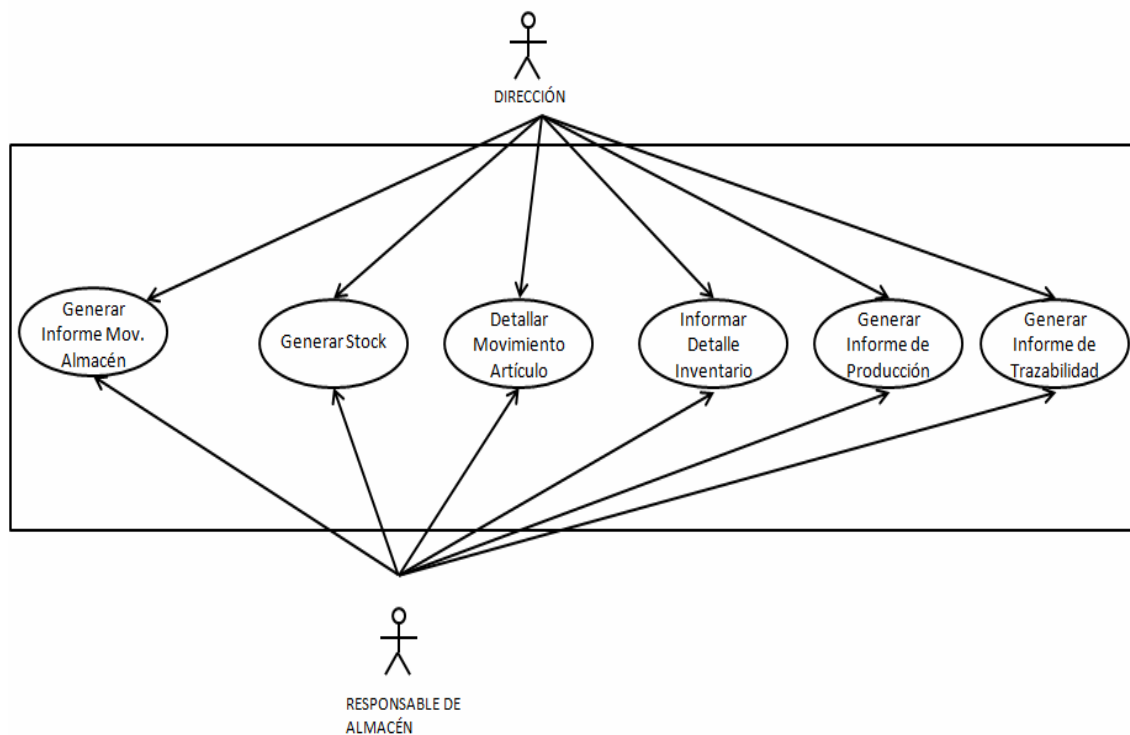 DIRECCIÓN
Generar
Informe Mov.
Almacén
Generar Stock
Detallar
Movimiento
Artículo
Informar
Detalle
Inventario
Generar
Informe de
Producción
Generar
Informe de
Trazabilidad
RESPONSABLE DE
ALMACÉN